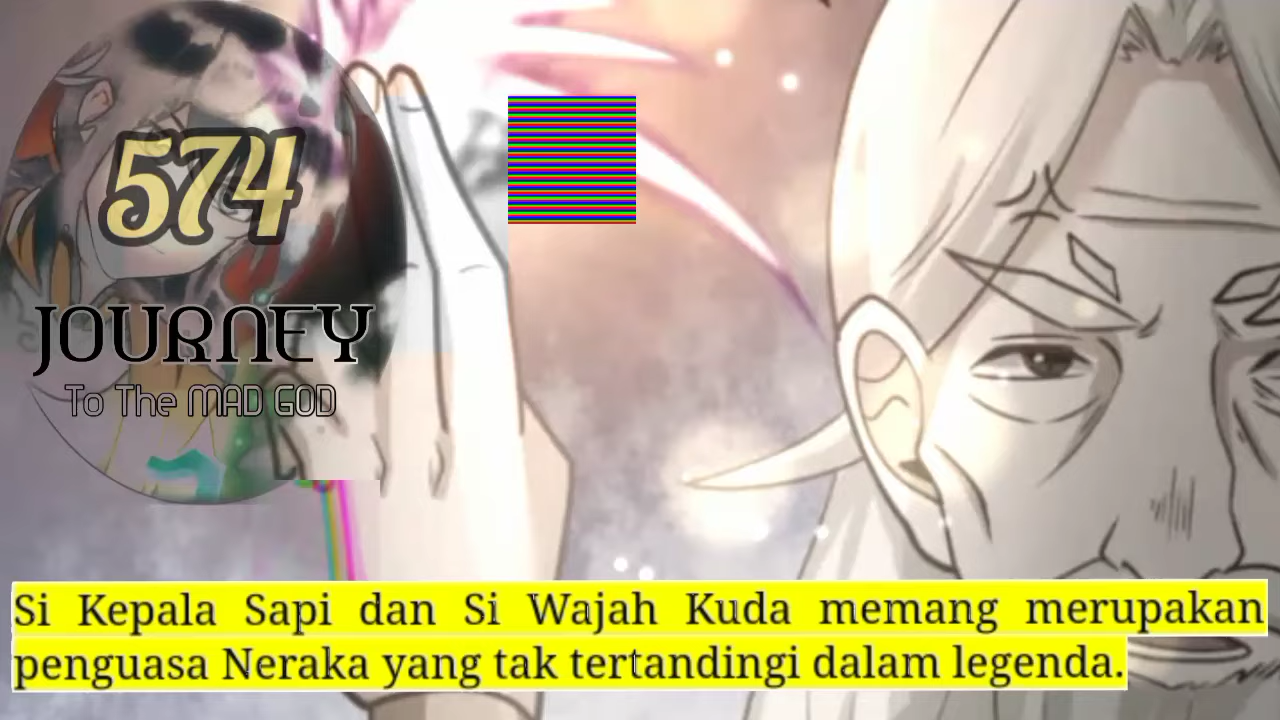 574
JOURNEY
To The MAD GOD
Si Kepala Sapi dan Si Wajah Kuda memang merupakan
penguasa Neraka yang tak tertandingi dalam legenda.